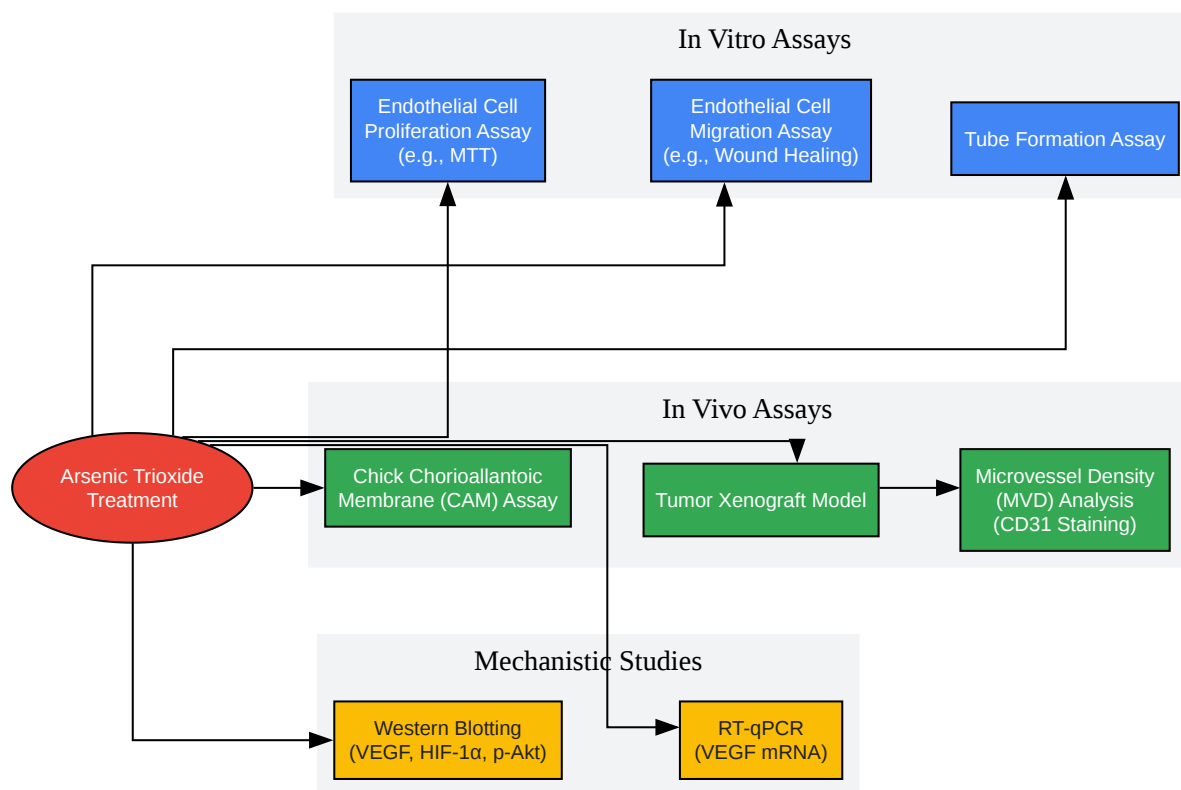 In Vitro Assays
Endothelial Cell
Proliferation Assay
(e.g., MTT)
Endothelial Cell
Migration Assay
(e.g., Wound Healing)
Tube Formation Assay
In Vivo Assays
Arsenic Trioxide
Treatment
Chick Chorioallantoic
Membrane (CAM) Assay
Tumor Xenograft Model
Microvessel Density
(MVD) Analysis
(CD31 Staining)
Mechanistic Studies
Western Blotting
(VEGF, HIF-1α, p-Akt)
RT-qPCR
(VEGF mRNA)